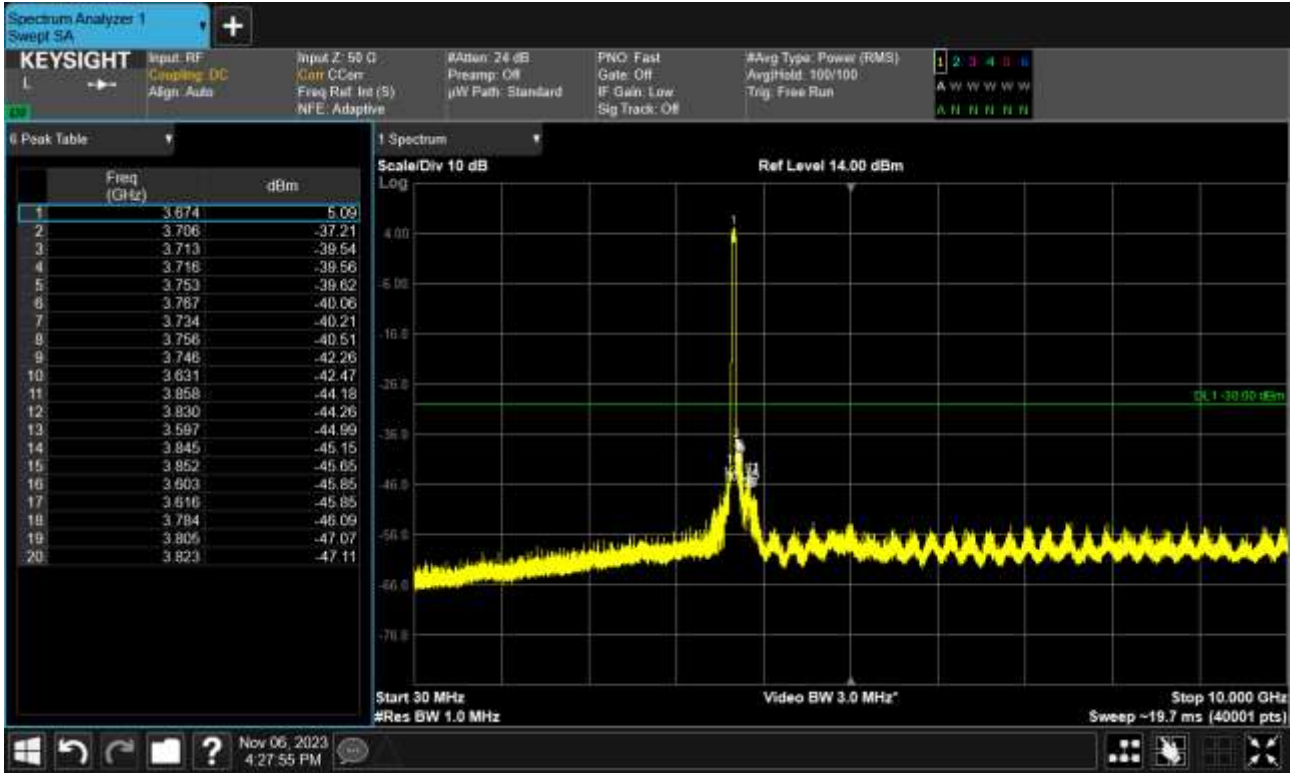 Spectrum Analyzer 1
Swept SA
KEYSIGHT
L
Input: RF
Coupling: DC
Align: Auto
Input Z: 50 Ω
Corr CCorr
Freq Ref: Int (S)
NFE: Adaptive
#Atten: 24 dB
Preamp: Off
µW Path: Standard
PNO: Fast
Gate: Off
IF Gain: Low
Sig Track: Off
#Avg Type: Power (RMS)
Avg|Hold: 100/100
Trig: Free Run
1 2 3 4 5 6
A W W W W W
A N N N N N
6 Peak Table
Freq (GHz) dBm
1 3.674 5.09
2 3.706 -37.21
3 3.713 -39.54
4 3.716 -39.56
5 3.753 -39.62
6 3.767 -40.06
7 3.734 -40.21
8 3.756 -40.51
9 3.746 -42.26
10 3.631 -42.47
11 3.858 -44.18
12 3.830 -44.26
13 3.597 -44.99
14 3.845 -45.15
15 3.852 -45.65
16 3.603 -45.85
17 3.616 -45.85
18 3.784 -46.09
19 3.805 -47.07
20 3.823 -47.11
1 Spectrum
Scale/Div 10 dB
Ref Level 14.00 dBm
Log
1
4.00
-6.00
-16.0
-26.0
DL1 -30.00 dBm
-36.0
-46.0
-56.0
-66.0
-76.0
Start 30 MHz
Video BW 3.0 MHz*
Stop 10.000 GHz
#Res BW 1.0 MHz
Sweep ~19.7 ms (40001 pts)
Nov 06, 2023
4:27:55 PM